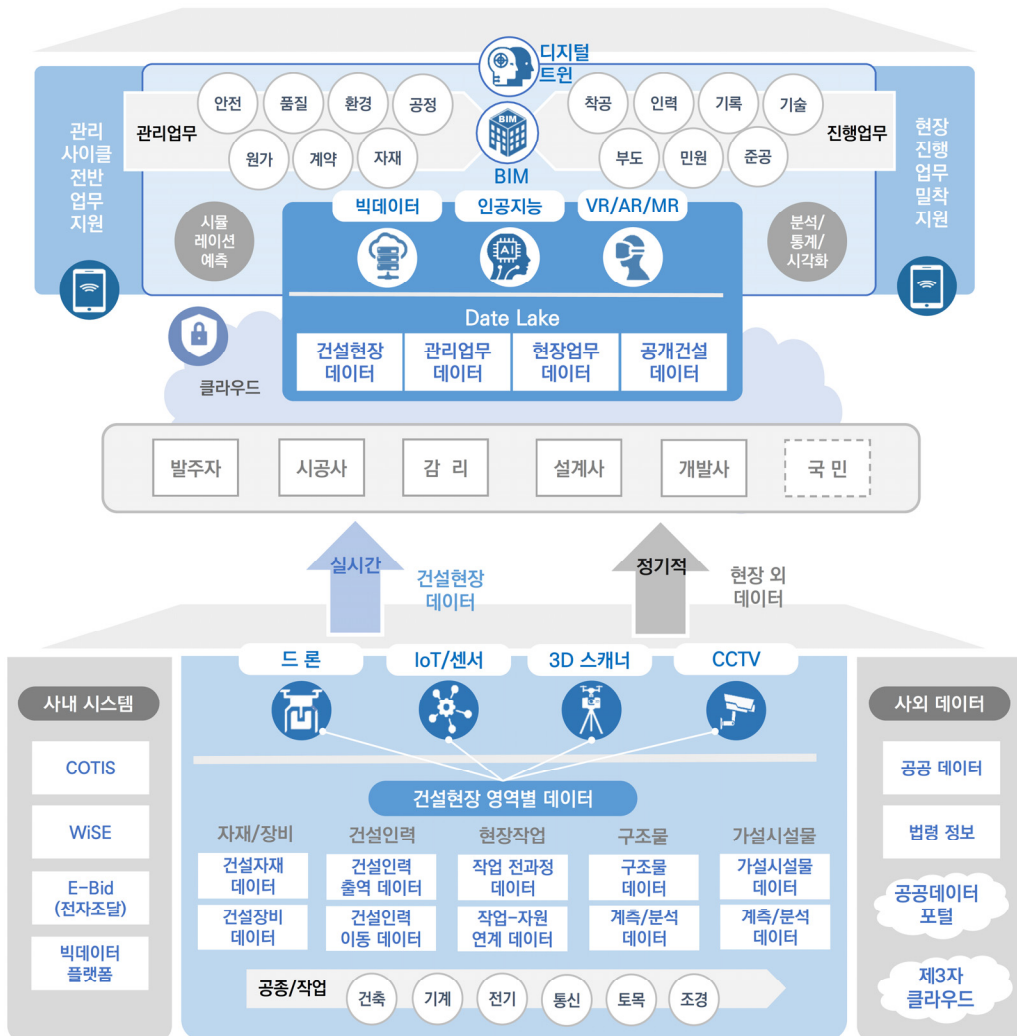 디지털
트윈
관리
사이클
전반
업무
지원
관리업무
안전
품질
환경
공정
원가
계약
자재
BIM
BIM
착공
인력
기록
기술
부도
민원
준공
진행업무
현장
진행
업무
밀착
지원
시뮬
레이션
예측
분석/
통계/
시각화
빅데이터
인공지능
VR/AR/MR
AI
Date Lake
건설현장
데이터
관리업무
데이터
현장업무
데이터
공개건설
데이터
클라우드
발주자
시공사
감 리
설계사
개발사
국 민
실시간
건설현장
데이터
정기적
현장 외
데이터
사내 시스템
COTIS
WiSE
E-Bid
(전자조달)
빅데이터
플랫폼
드 론
IoT/센서
3D 스캐너
CCTV
건설현장 영역별 데이터
자재/장비
건설인력
현장작업
구조물
가설시설물
건설자재
데이터
건설인력
출역 데이터
작업 전과정
데이터
구조물
데이터
가설시설물
데이터
건설장비
데이터
건설인력
이동 데이터
작업-자원
연계 데이터
계측/분석
데이터
계측/분석
데이터
공종/작업
건축
기계
전기
통신
토목
조경
사외 데이터
공공 데이터
법령 정보
공공데이터
포털
제3자
클라우드